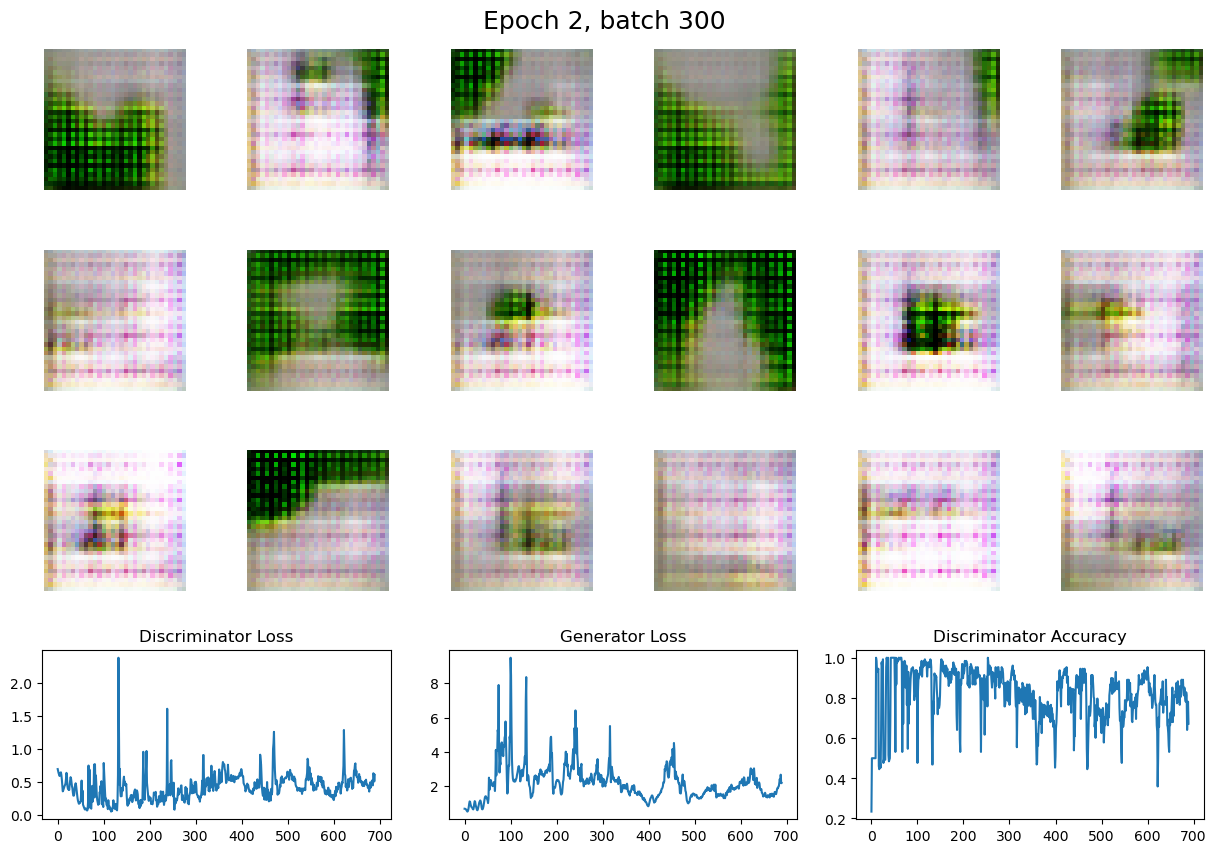 Epoch 2, batch 300
Discriminator Loss
Generator Loss
Discriminator Accuracy
2.0
1.5
1.0
0.5
0.0
0 100 200 300 400 500 600 700
8
6
4
2
0 100 200 300 400 500 600 700
1.0
0.8
0.6
0.4
0.2
0 100 200 300 400 500 600 700